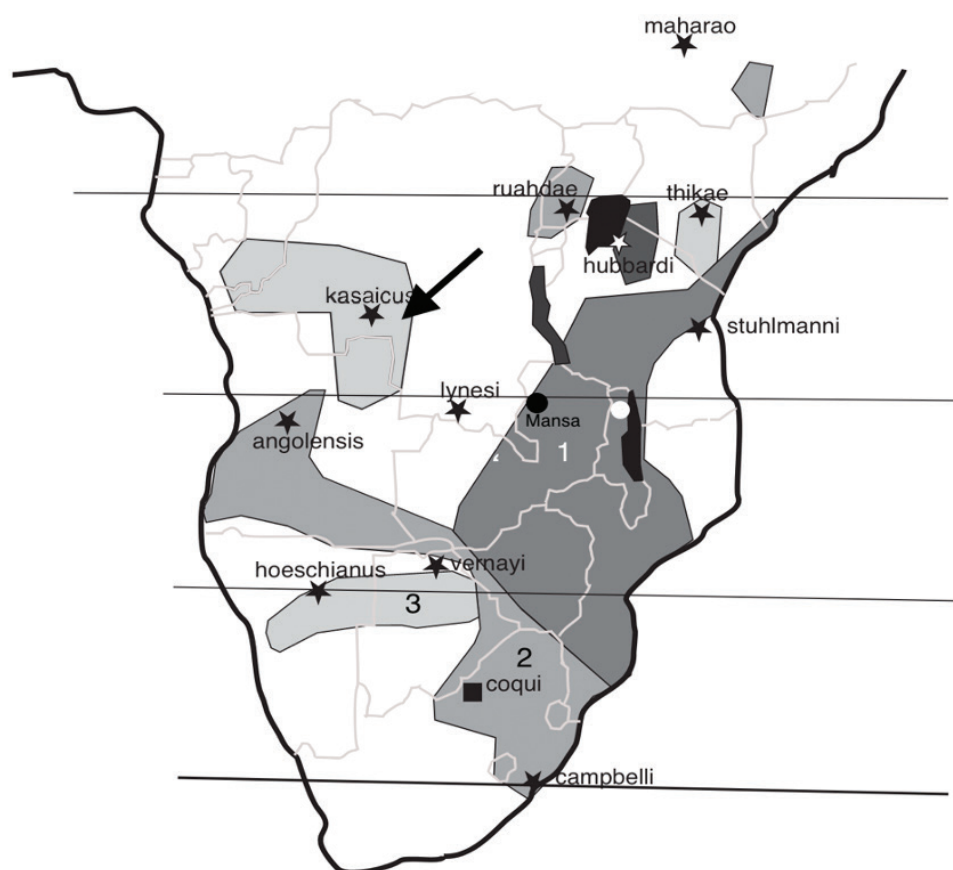 maharao
ruahdae
thikae
hubbardi
kasaicus
stuhlmanni
lynesi
Mansa
angolensis
1
hoeschianus
vernayi
3
2
coqui
campbelli